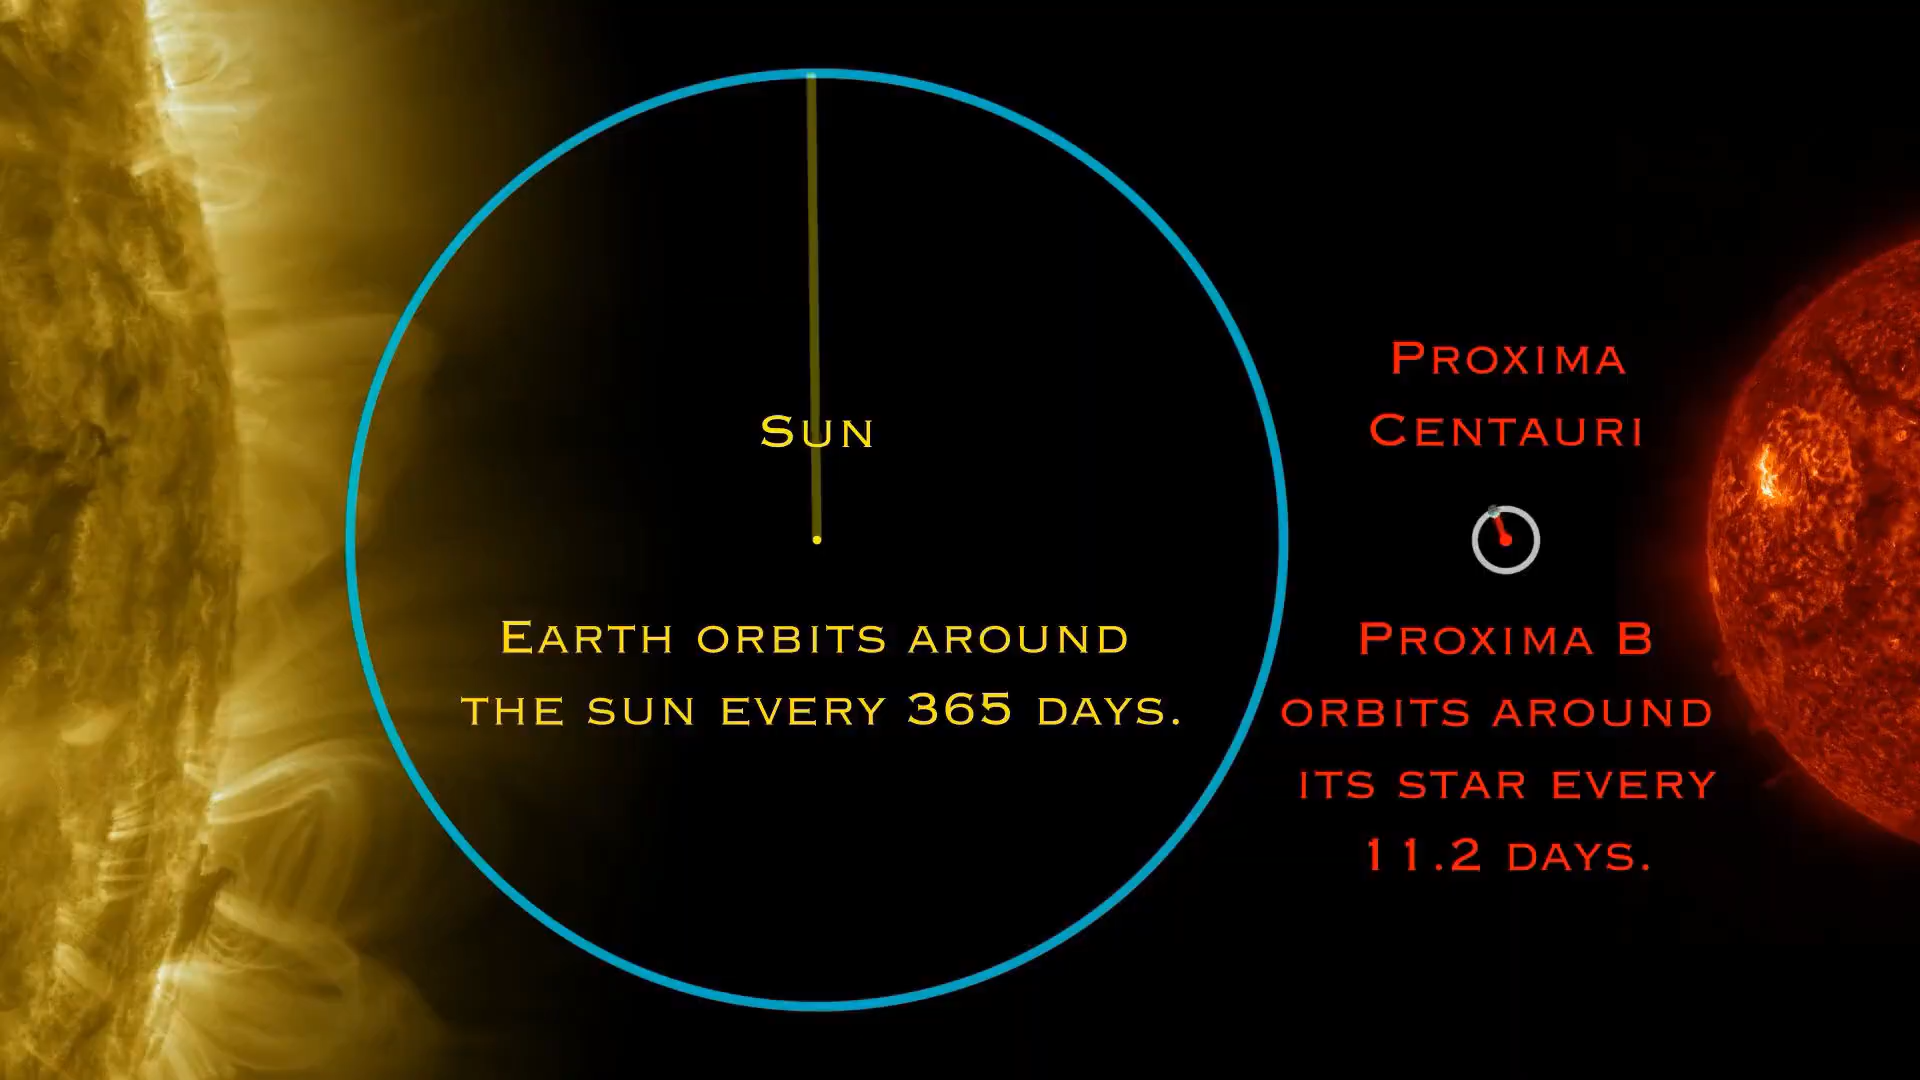 Sun
Earth orbits around
the sun every 365 days.
Proxima
Centauri
Proxima B
orbits around
its star every
11.2 days.